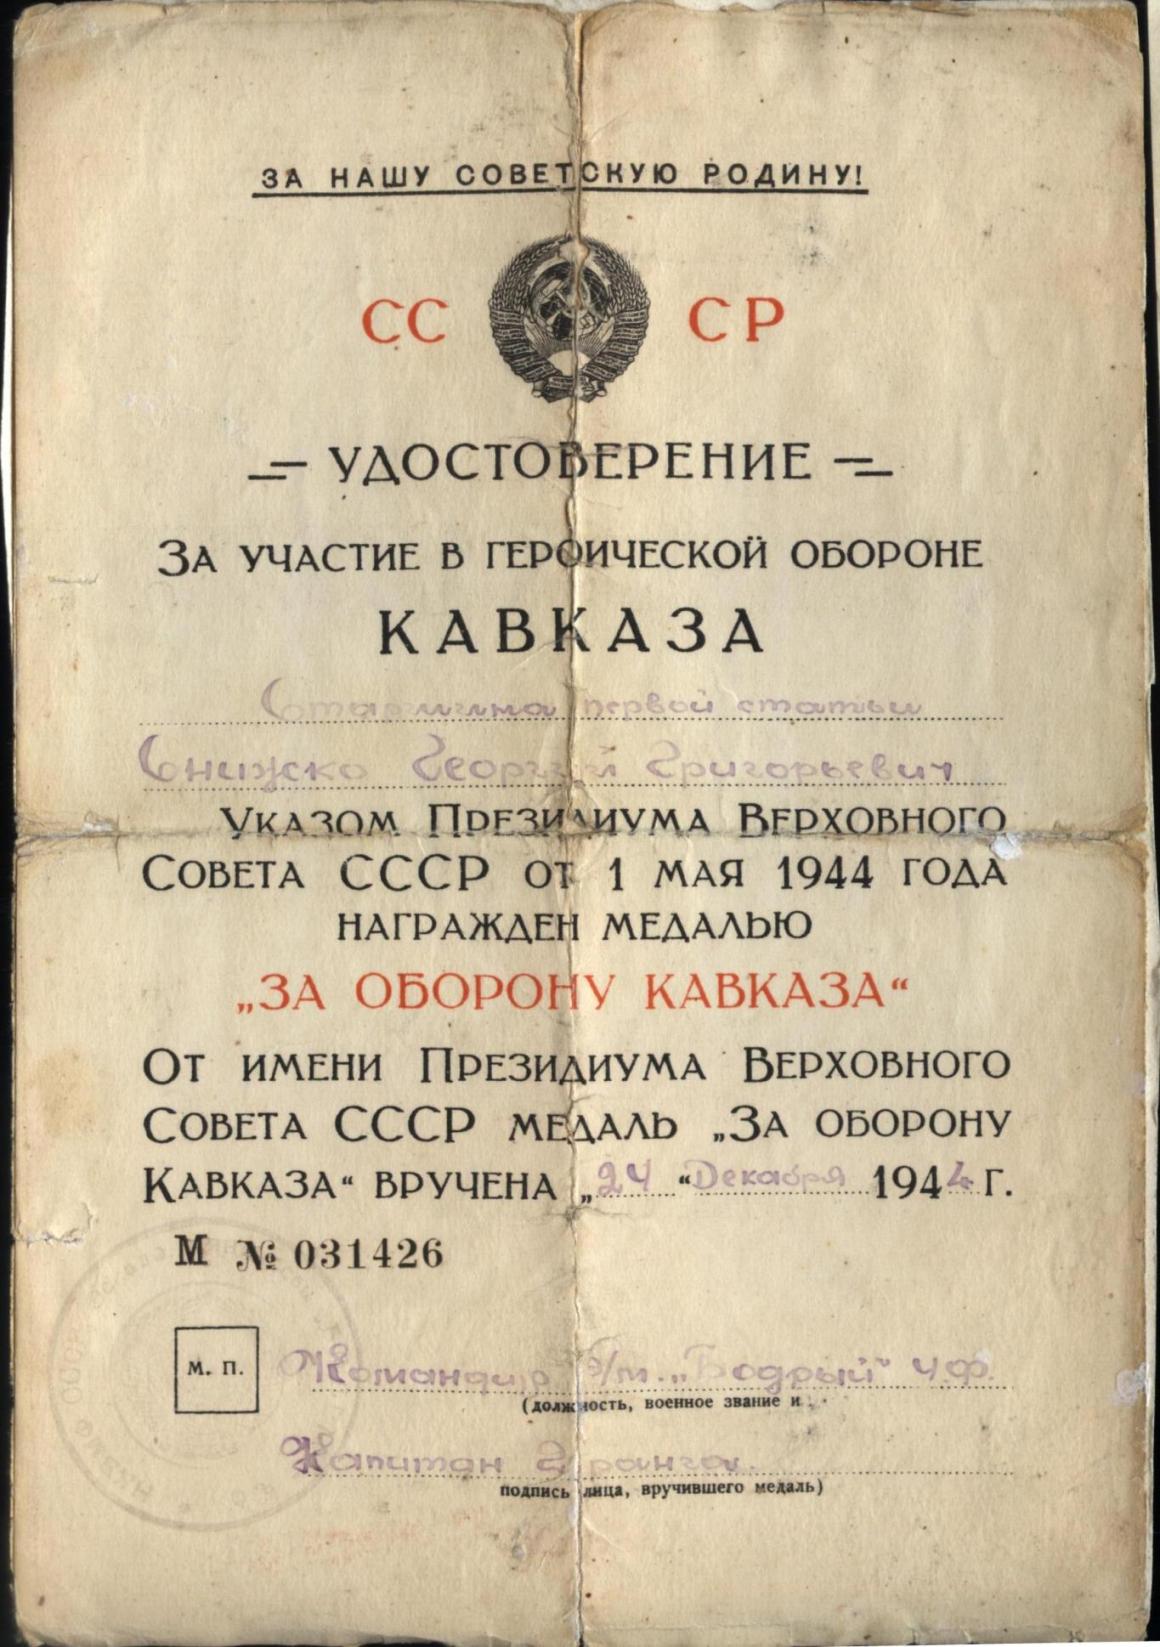 ЗА НАШУ СОВЕТСКУЮ РОДИНУ!
СС СР
УДОСТОВЕРЕНИЕ
ЗА УЧАСТИЕ В ГЕРОИЧЕСКОЙ ОБОРОНЕ
КАВКАЗА
Старшина первой статьи
Снижко Георгий Григорьевич
УКАЗОМ ПРЕЗИДИУМА ВЕРХОВНОГО
СОВЕТА СССР ОТ 1 МАЯ 1944 ГОДА
НАГРАЖДЕН МЕДАЛЬЮ
„ЗА ОБОРОНУ КАВКАЗА“
ОТ ИМЕНИ ПРЕЗИДИУМА ВЕРХОВНОГО
СОВЕТА СССР МЕДАЛЬ „ЗА ОБОРОНУ
КАВКАЗА“ ВРУЧЕНА „24“ Декабря 1944 Г.
М № 031426
М. П.
Командир Э/м. „Бодрый" Ч.Ф.
(должность, военное звание и
Капитан 3 ранга.
подпись лица, вручившего медаль)